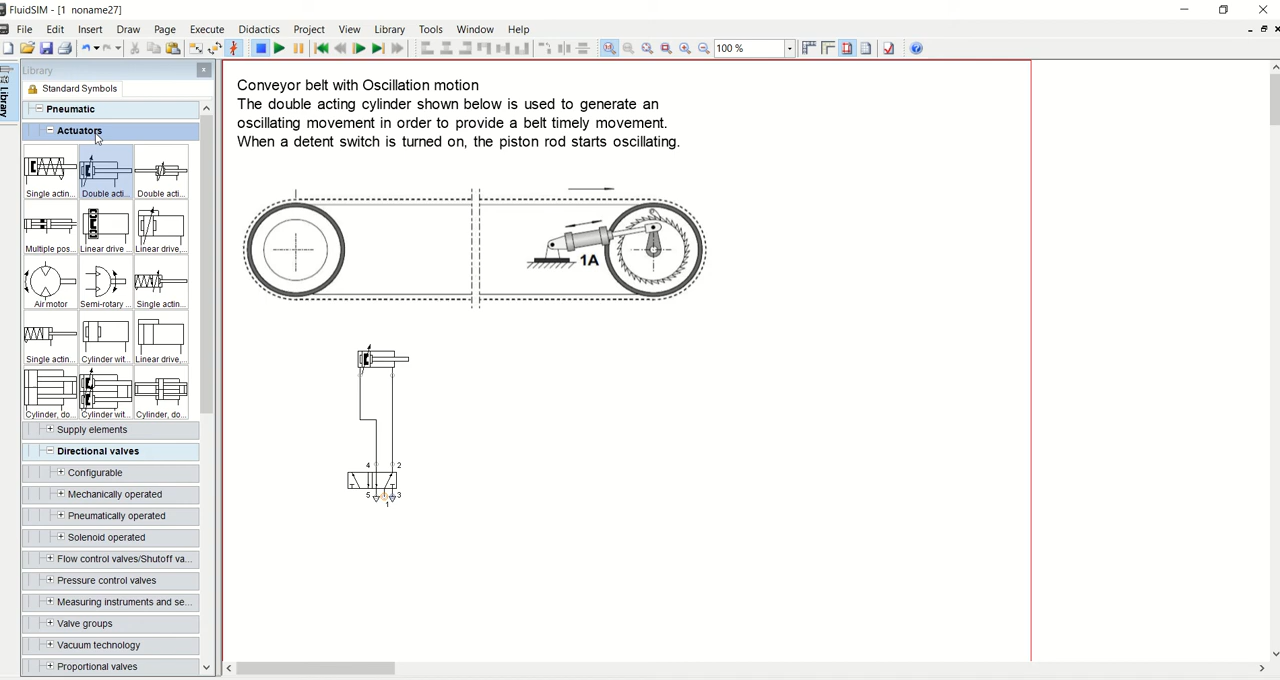 FluidSIM - [1 noname27]
File Edit Insert Draw Page Execute Didactics Project View Library Tools Window Help
100 %
Library
Library
Standard Symbols
Pneumatic
Actuators
Single actin... Double acti... Double acti...
Multiple pos... Linear drive... Linear drive,...
Air motor Semi-rotary ... Single actin...
Single actin... Cylinder wit... Linear drive,...
Cylinder, do... Cylinder wit... Cylinder, do...
Supply elements
Directional valves
Configurable
Mechanically operated
Pneumatically operated
Solenoid operated
Flow control valves/Shutoff va...
Pressure control valves
Measuring instruments and se...
Valve groups
Vacuum technology
Proportional valves
Conveyor belt with Oscillation motion
The double acting cylinder shown below is used to generate an
oscillating movement in order to provide a belt timely movement.
When a detent switch is turned on, the piston rod starts oscillating.
1A
4 2
5 3
1